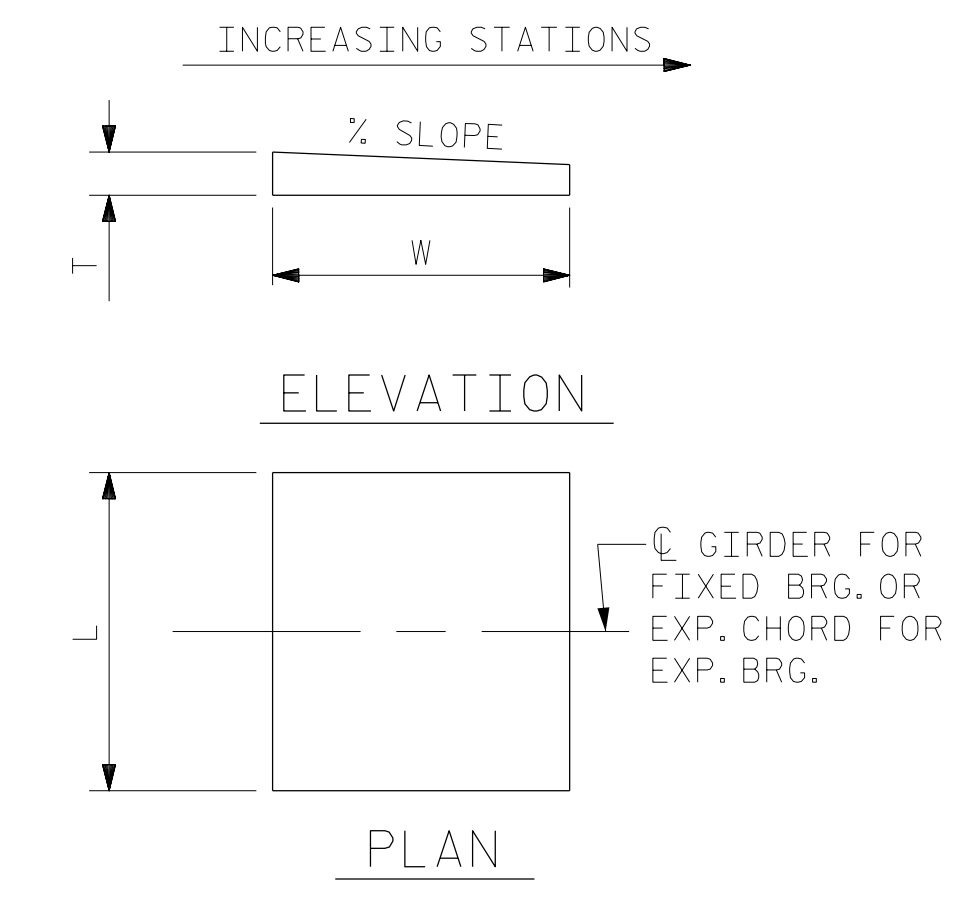 INCREASING STATIONS
% SLOPE
T
W
ELEVATION
L
℄ GIRDER FOR
FIXED BRG. OR
EXP. CHORD FOR
EXP. BRG.
PLAN